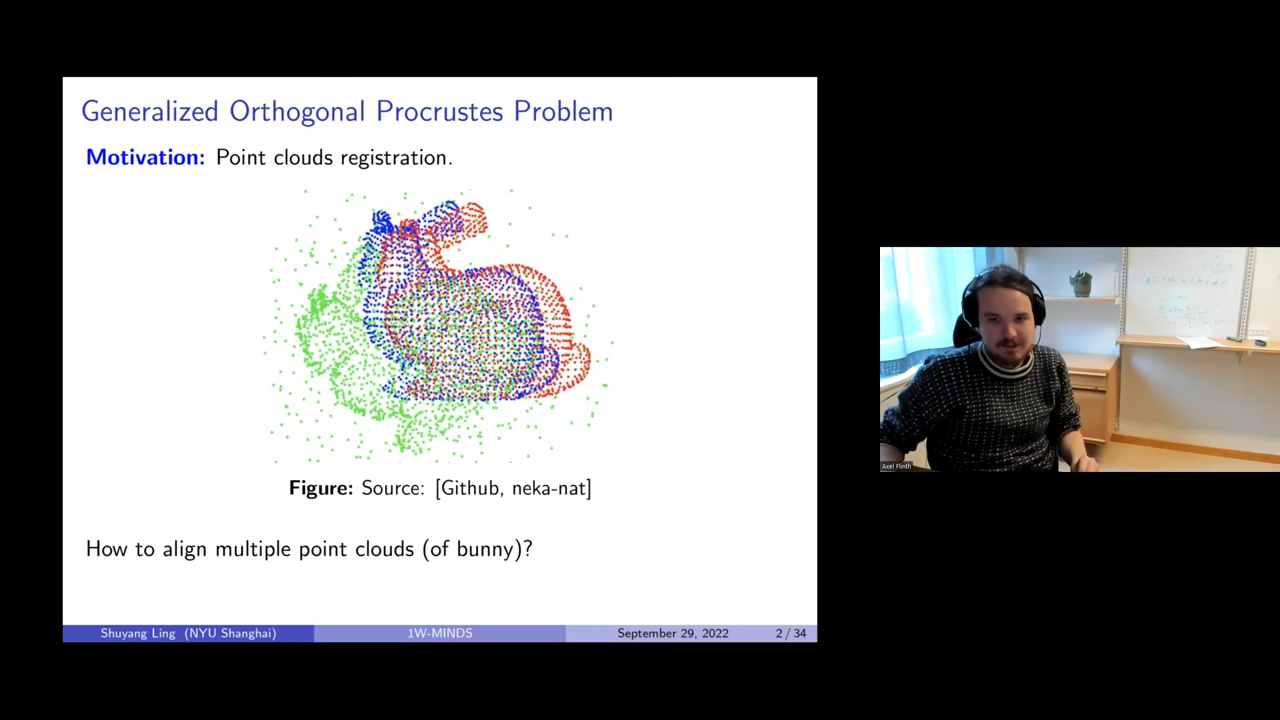 Generalized Orthogonal Procrustes Problem
Motivation: Point clouds registration.
Figure: Source: [Github, neka-nat]
How to align multiple point clouds (of bunny)?
Shuyang Ling (NYU Shanghai) 1W-MINDS September 29, 2022 2 / 34
Axel Flinth